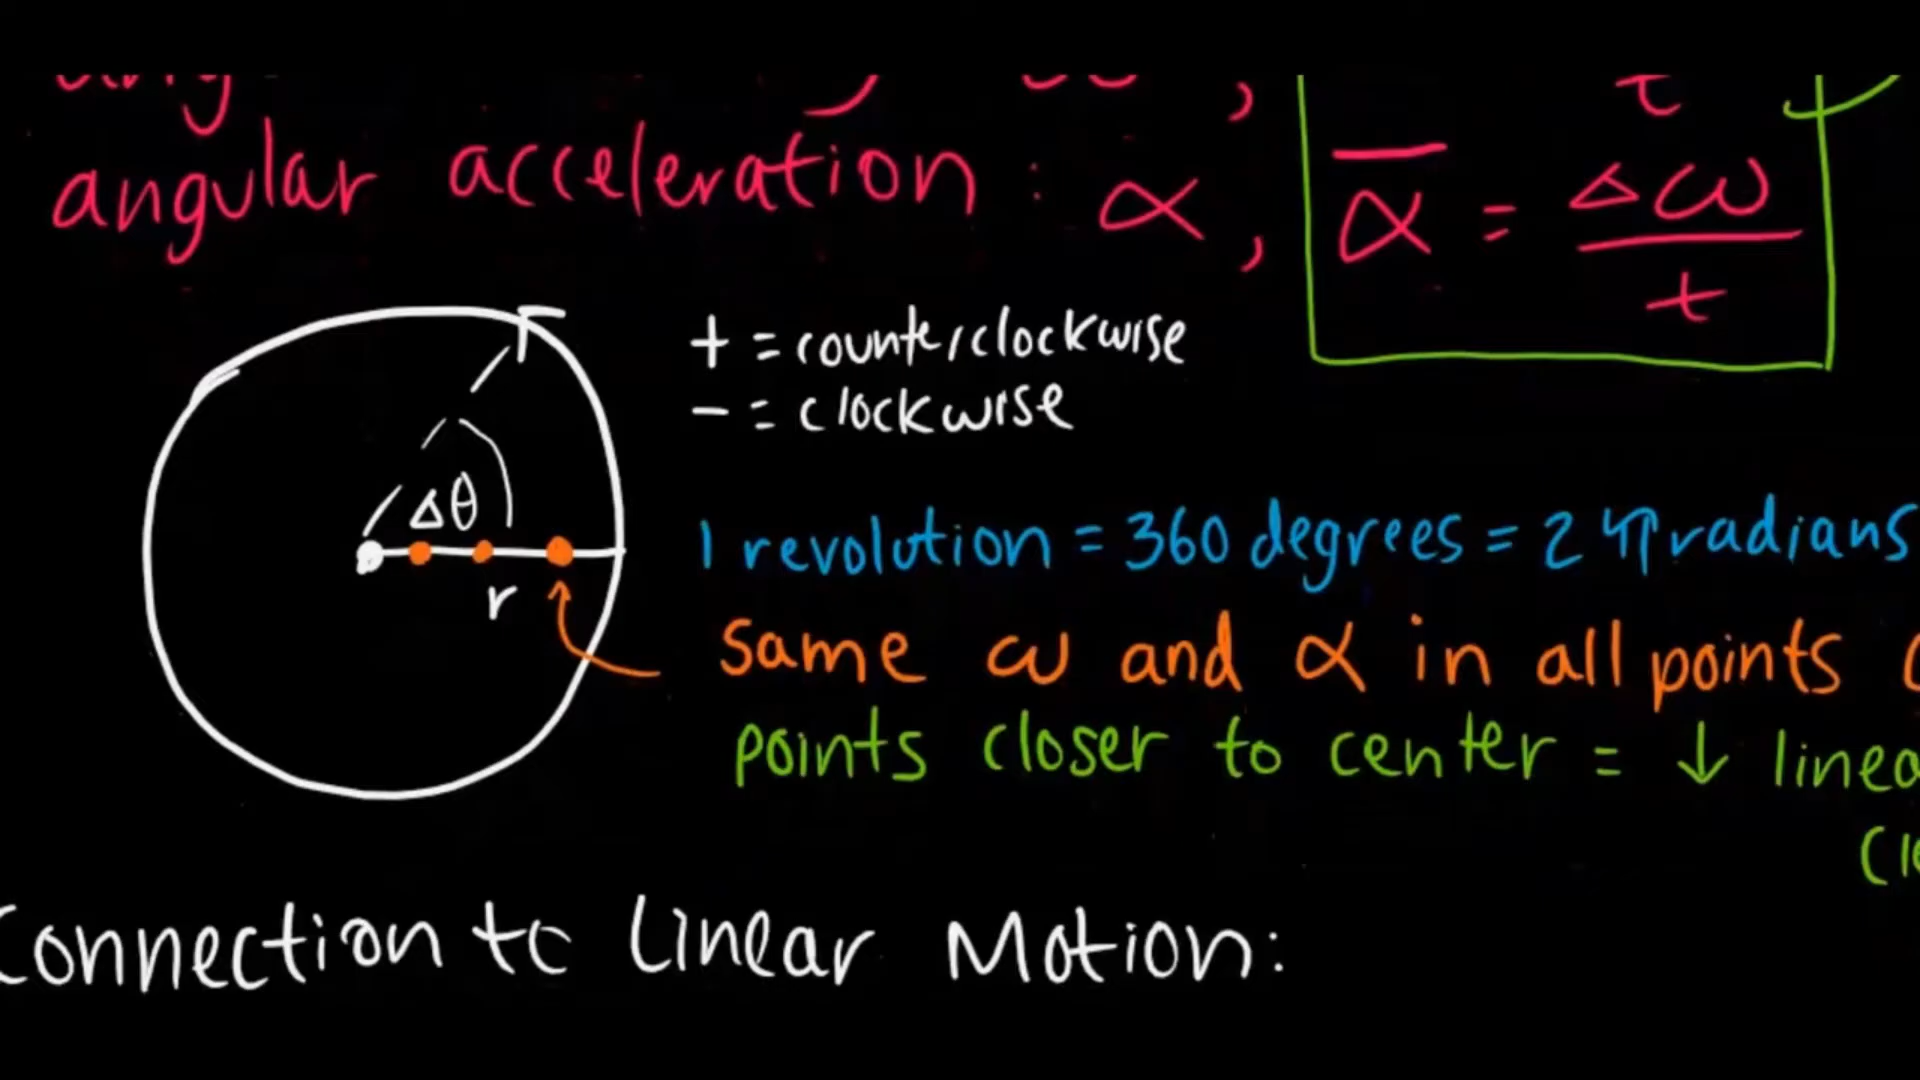 angular acceleration : α , ᾱ = Δω / t
+ = counterclockwise
- = clockwise
Δθ
r
1 revolution = 360 degrees = 2π radians
same ω and α in all points
points closer to center = ↓
Connection to Linear Motion: